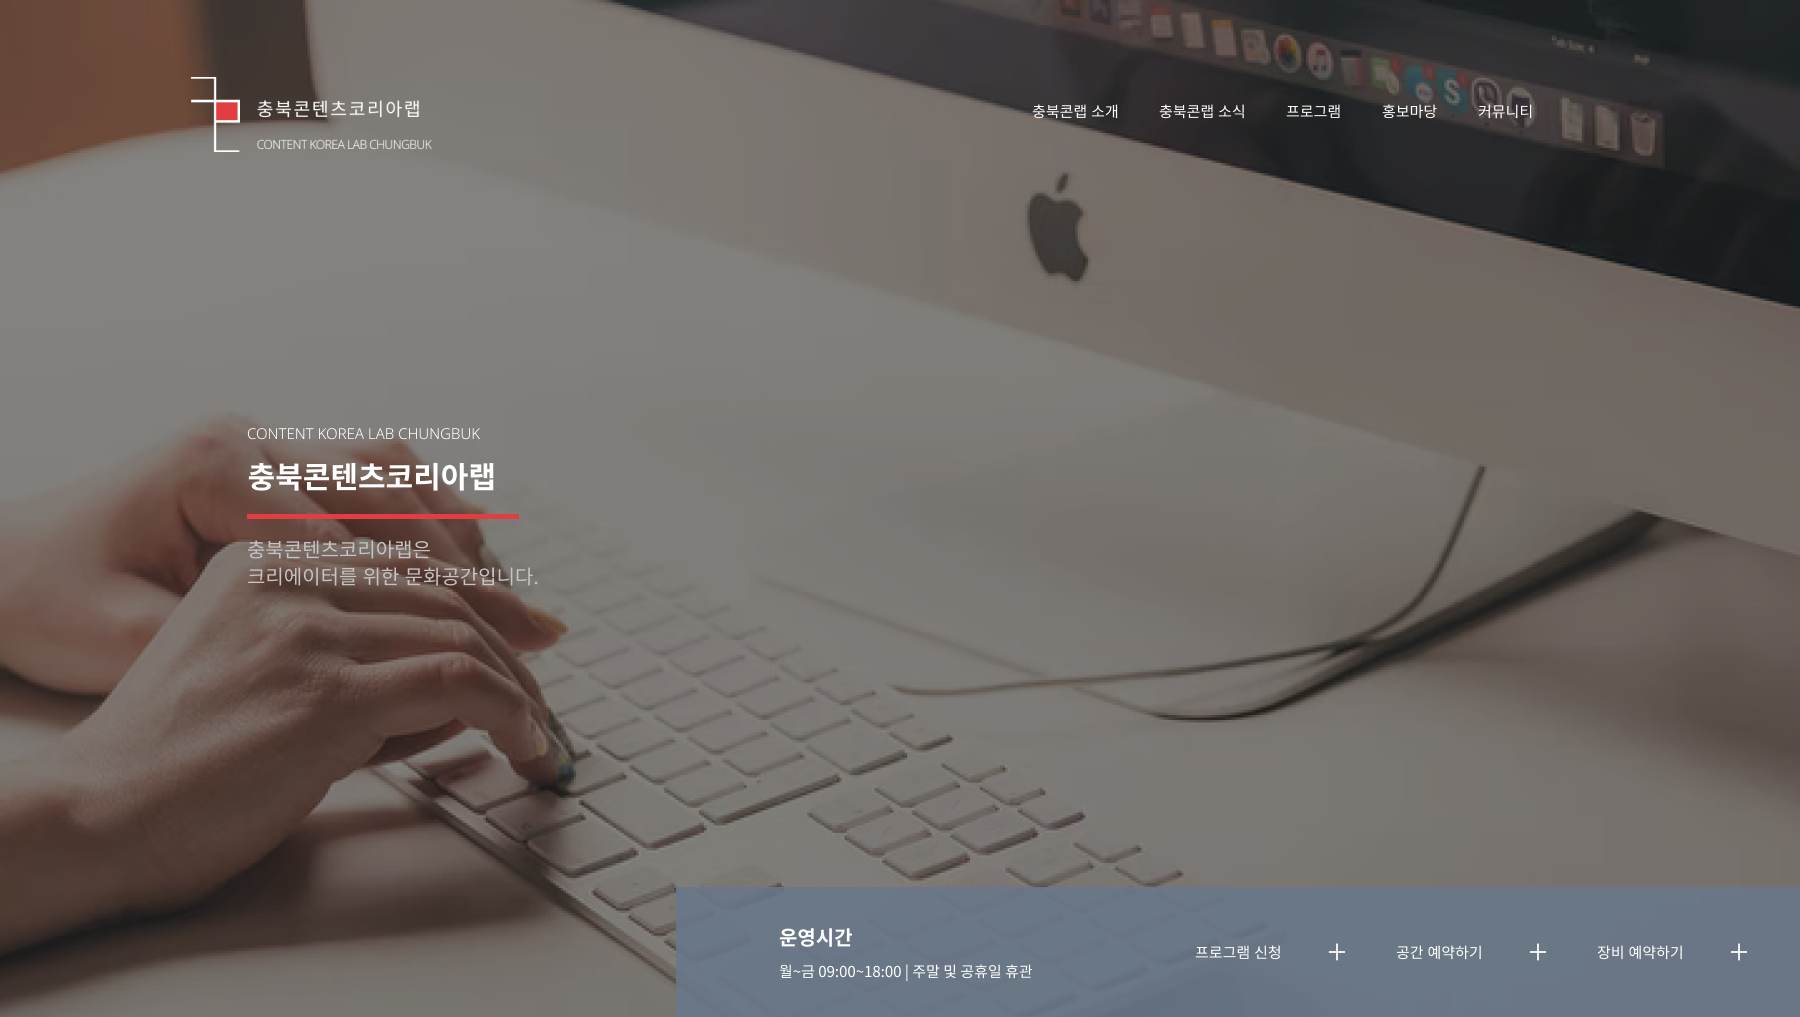 충북콘텐츠코리아랩
CONTENT KOREA LAB CHUNGBUK
충북콘랩 소개
충북콘랩 소식
프로그램
홍보마당
커뮤니티
CONTENT KOREA LAB CHUNGBUK
충북콘텐츠코리아랩
충북콘텐츠코리아랩은
크리에이터를 위한 문화공간입니다.
운영시간
월~금 09:00~18:00 | 주말 및 공휴일 휴관
프로그램 신청
공간 예약하기
장비 예약하기